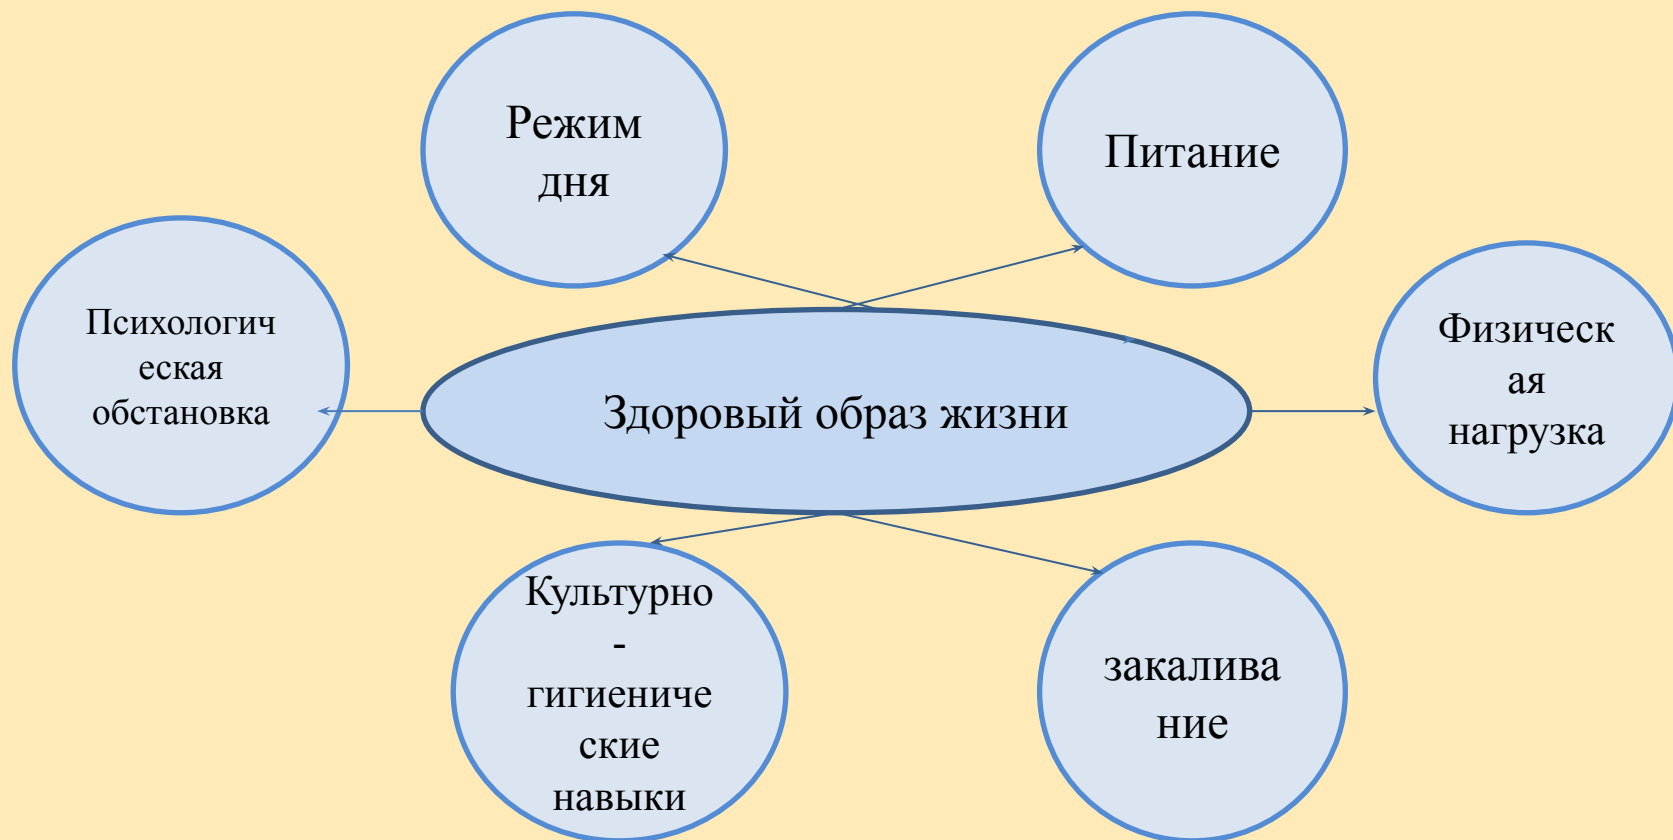 Режим
дня
Питание
Психологич
еская
обстановка
Здоровый образ жизни
Физическ
ая
нагрузка
Культурно
-
гигиениче
ские
навыки
закалива
ние